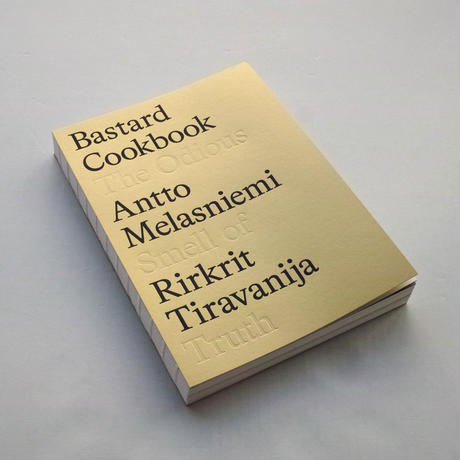 Bastard
Cookbook
The Odious
Antto
Melasniemi
Smell of
Rirkrit
Tiravanija
Truth